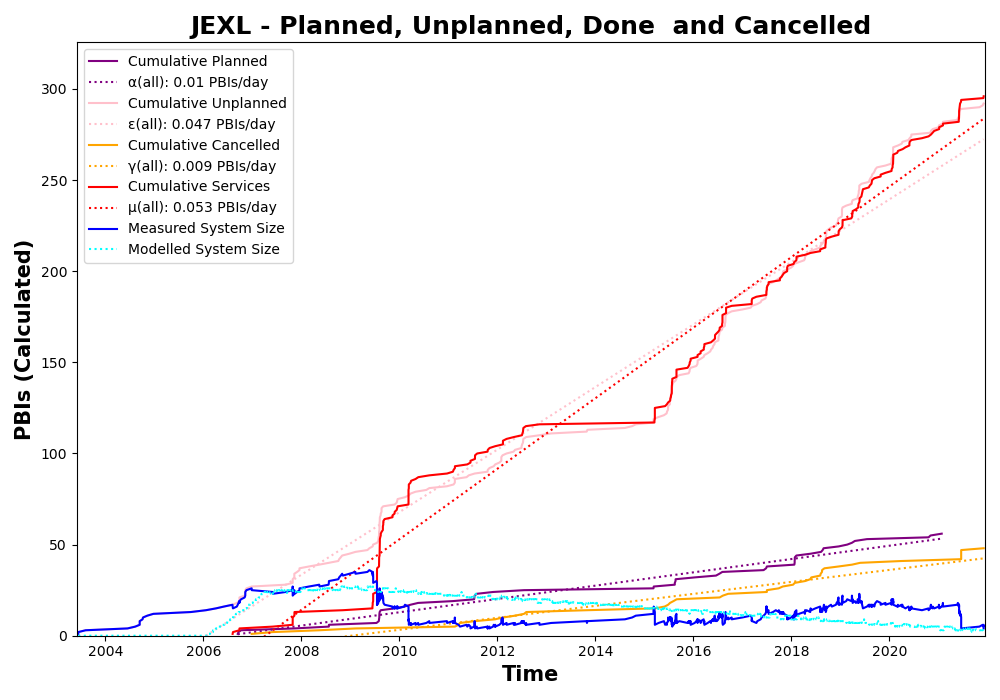 JEXL - Planned, Unplanned, Done  and Cancelled
Cumulative Planned
α(all): 0.01 PBIs/day
Cumulative Unplanned
ε(all): 0.047 PBIs/day
Cumulative Cancelled
γ(all): 0.009 PBIs/day
Cumulative Services
μ(all): 0.053 PBIs/day
Measured System Size
Modelled System Size
PBIs (Calculated)
300
250
200
150
100
50
0
2004 2006 2008 2010 2012 2014 2016 2018 2020
Time